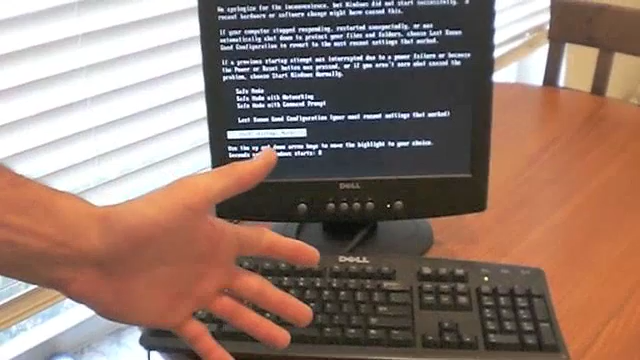 We apologize for the inconvenience, but Windows did not start successfully. A
recent hardware or software change might have caused this.
If your computer stopped responding, restarted unexpectedly, or was
automatically shut down to protect your files and folders, choose Last Known
Good Configuration to revert to the most recent settings that worked.
If a previous startup attempt was interrupted due to a power failure or because
the Power or Reset button was pressed, or if you aren't sure what caused the
problem, choose Start Windows Normally.
Safe Mode
Safe Mode with Networking
Safe Mode with Command Prompt
Last Known Good Configuration (your most recent settings that worked)
Start Windows Normally
Use the up and down arrow keys to move the highlight to your choice.
Seconds until Windows starts: 0
DELL
DELL